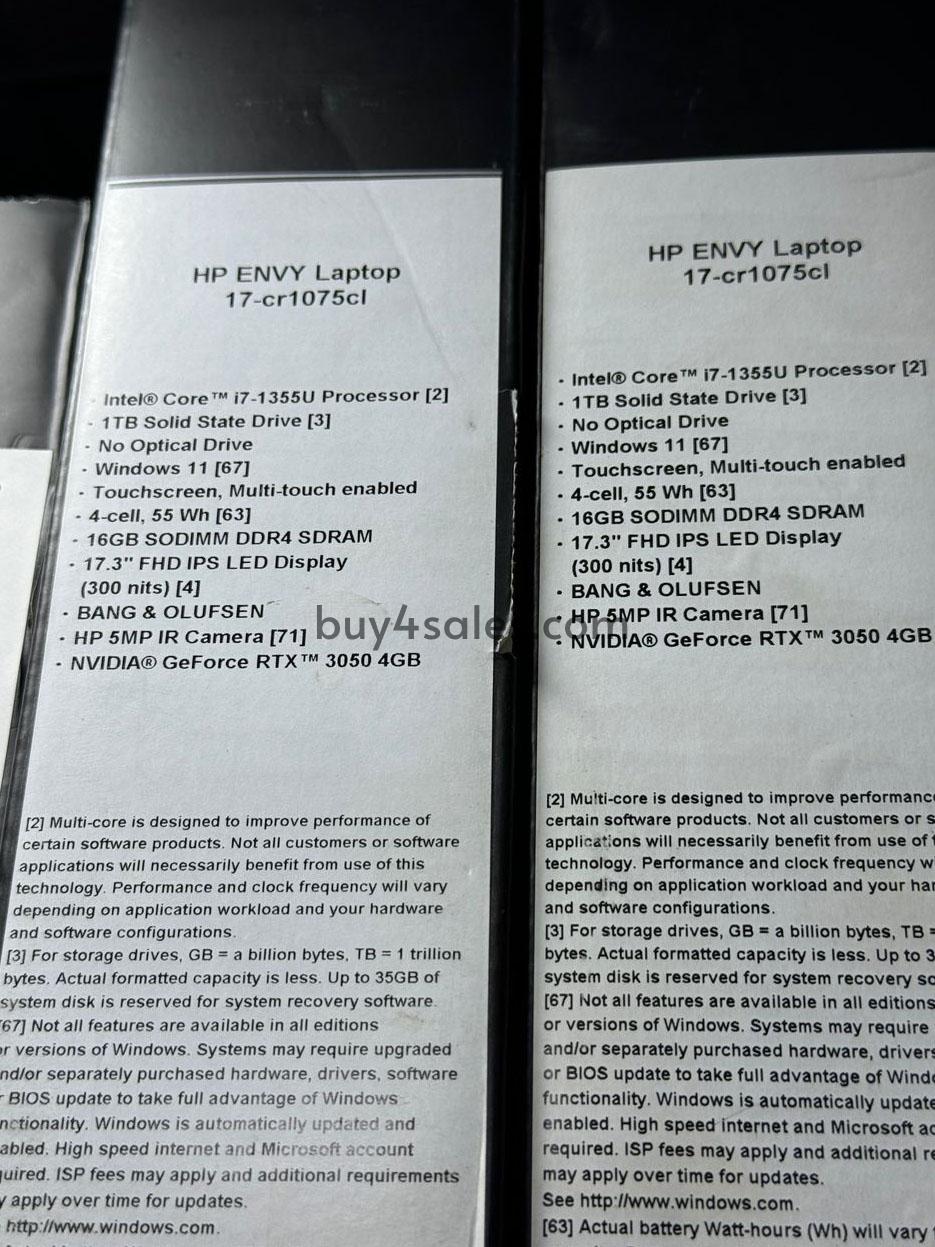 HP ENVY Laptop
17-cr1075cl
· Intel® Core™ i7-1355U Processor [2]
· 1TB Solid State Drive [3]
· No Optical Drive
· Windows 11 [67]
· Touchscreen, Multi-touch enabled
· 4-cell, 55 Wh [63]
· 16GB SODIMM DDR4 SDRAM
· 17.3" FHD IPS LED Display
(300 nits) [4]
· BANG & OLUFSEN
· HP 5MP IR Camera [71]
· NVIDIA® GeForce RTX™ 3050 4GB
[2] Multi-core is designed to improve performance of
certain software products. Not all customers or software
applications will necessarily benefit from use of this
technology. Performance and clock frequency will vary
depending on application workload and your hardware
and software configurations.
[3] For storage drives, GB = a billion bytes, TB = 1 trillion
bytes. Actual formatted capacity is less. Up to 35GB of
system disk is reserved for system recovery software.
67] Not all features are available in all editions
or versions of Windows. Systems may require upgraded
nd/or separately purchased hardware, drivers, software
BIOS update to take full advantage of Windows
nctionality. Windows is automatically updated and
abled. High speed internet and Microsoft account
quired. ISP fees may apply and additional requirements
y apply over time for updates.
http://www.windows.com.
HP ENVY Laptop
17-cr1075cl
· Intel® Core™ i7-1355U Processor [2]
· 1TB Solid State Drive [3]
· No Optical Drive
· Windows 11 [67]
· Touchscreen, Multi-touch enabled
· 4-cell, 55 Wh [63]
· 16GB SODIMM DDR4 SDRAM
· 17.3" FHD IPS LED Display
(300 nits) [4]
· BANG & OLUFSEN
· HP 5MP IR Camera [71]
· NVIDIA® GeForce RTX™ 3050 4GB
[2] Multi-core is designed to improve performanc
certain software products. Not all customers or s
applications will necessarily benefit from use of
technology. Performance and clock frequency w
depending on application workload and your har
and software configurations.
[3] For storage drives, GB = a billion bytes, TB =
bytes. Actual formatted capacity is less. Up to 3
system disk is reserved for system recovery so
[67] Not all features are available in all editions
or versions of Windows. Systems may require
and/or separately purchased hardware, drivers
or BIOS update to take full advantage of Windo
functionality. Windows is automatically update
enabled. High speed internet and Microsoft ac
required. ISP fees may apply and additional re
may apply over time for updates.
See http://www.windows.com.
[63] Actual battery Watt-hours (Wh) will vary
buy4sales.com